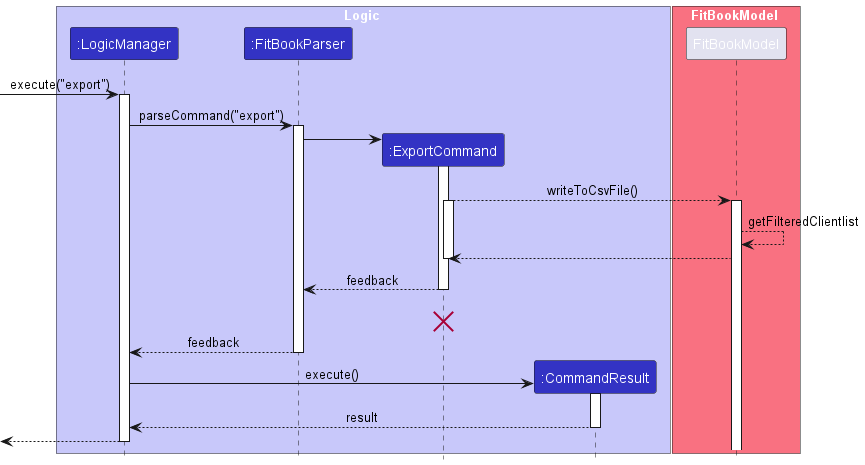 Logic
FitBookModel
:LogicManager
:FitBookParser
FitBookModel
execute("export")
parseCommand("export")
:ExportCommand
writeToCsvFile()
getFilteredClientlist
feedback
feedback
execute()
:CommandResult
result